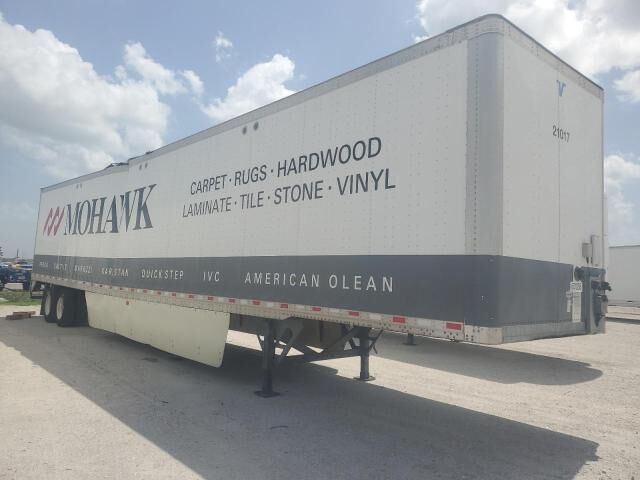 MOHAWK
CARPET · RUGS · HARDWOOD
LAMINATE · TILE · STONE · VINYL
KARASTAN QUICKSTEP IVC AMERICAN OLEAN
21017